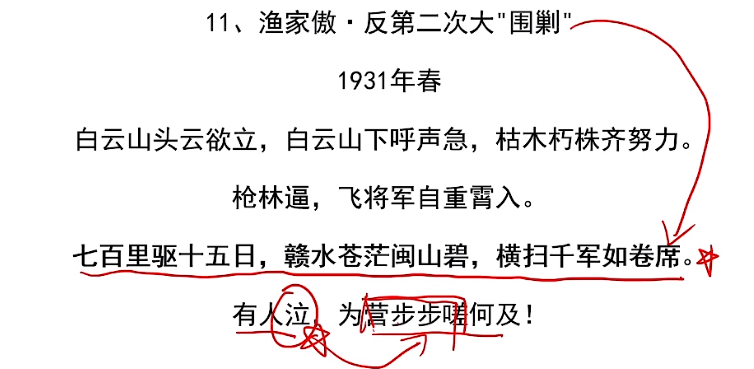 11、渔家傲·反第二次大"围剿"
1931年春
白云山头云欲立，白云山下呼声急，枯木朽株齐努力。
枪林逼，飞将军自重霄入。
七百里驱十五日，赣水苍茫闽山碧，横扫千军如卷席。
有人泣，为营步步嗟何及！